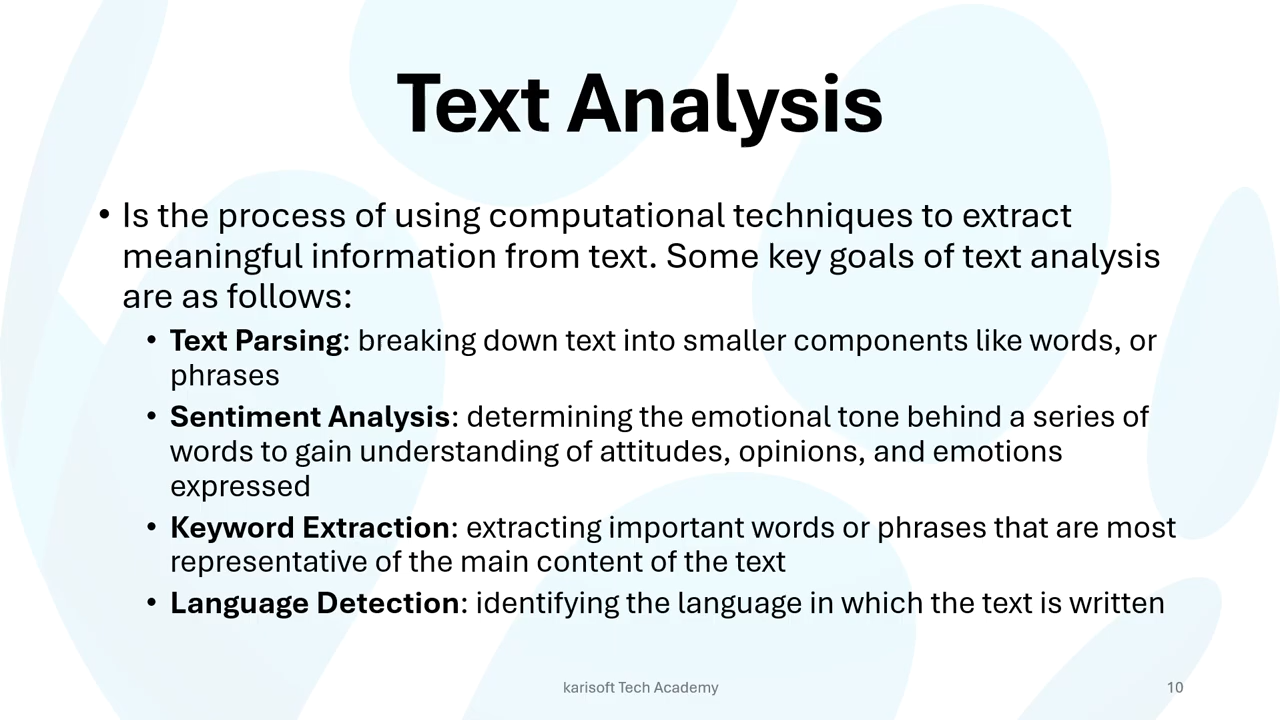 Text Analysis
• Is the process of using computational techniques to extract
meaningful information from text. Some key goals of text analysis
are as follows:
• Text Parsing: breaking down text into smaller components like words, or
phrases
• Sentiment Analysis: determining the emotional tone behind a series of
words to gain understanding of attitudes, opinions, and emotions
expressed
• Keyword Extraction: extracting important words or phrases that are most
representative of the main content of the text
• Language Detection: identifying the language in which the text is written
karisoft Tech Academy
10